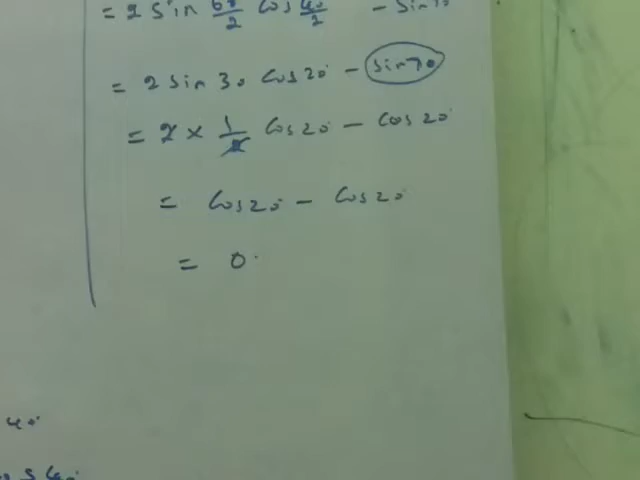 = 2 sin 60/2 cos 40/2 - sin 70
= 2 sin 30 cos 20 - sin 70
= 2 × 1/2 cos 20 - cos 20
= cos 20 - cos 20
= 0
40